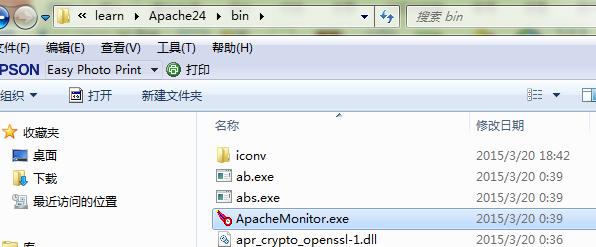 « learn ▸ Apache24 ▸ bin 搜索 bin
文件(F) 编辑(E) 查看(V) 工具(T) 帮助(H)
EPSON Easy Photo Print 打印
组织 打开 新建文件夹
名称 修改日期
收藏夹
桌面
下载
最近访问的位置
库
iconv 2015/3/20 18:42
ab.exe 2015/3/20 0:39
abs.exe 2015/3/20 0:39
ApacheMonitor.exe 2015/3/20 0:39
apr_crypto_openssl-1.dll 2015/3/20 0:36